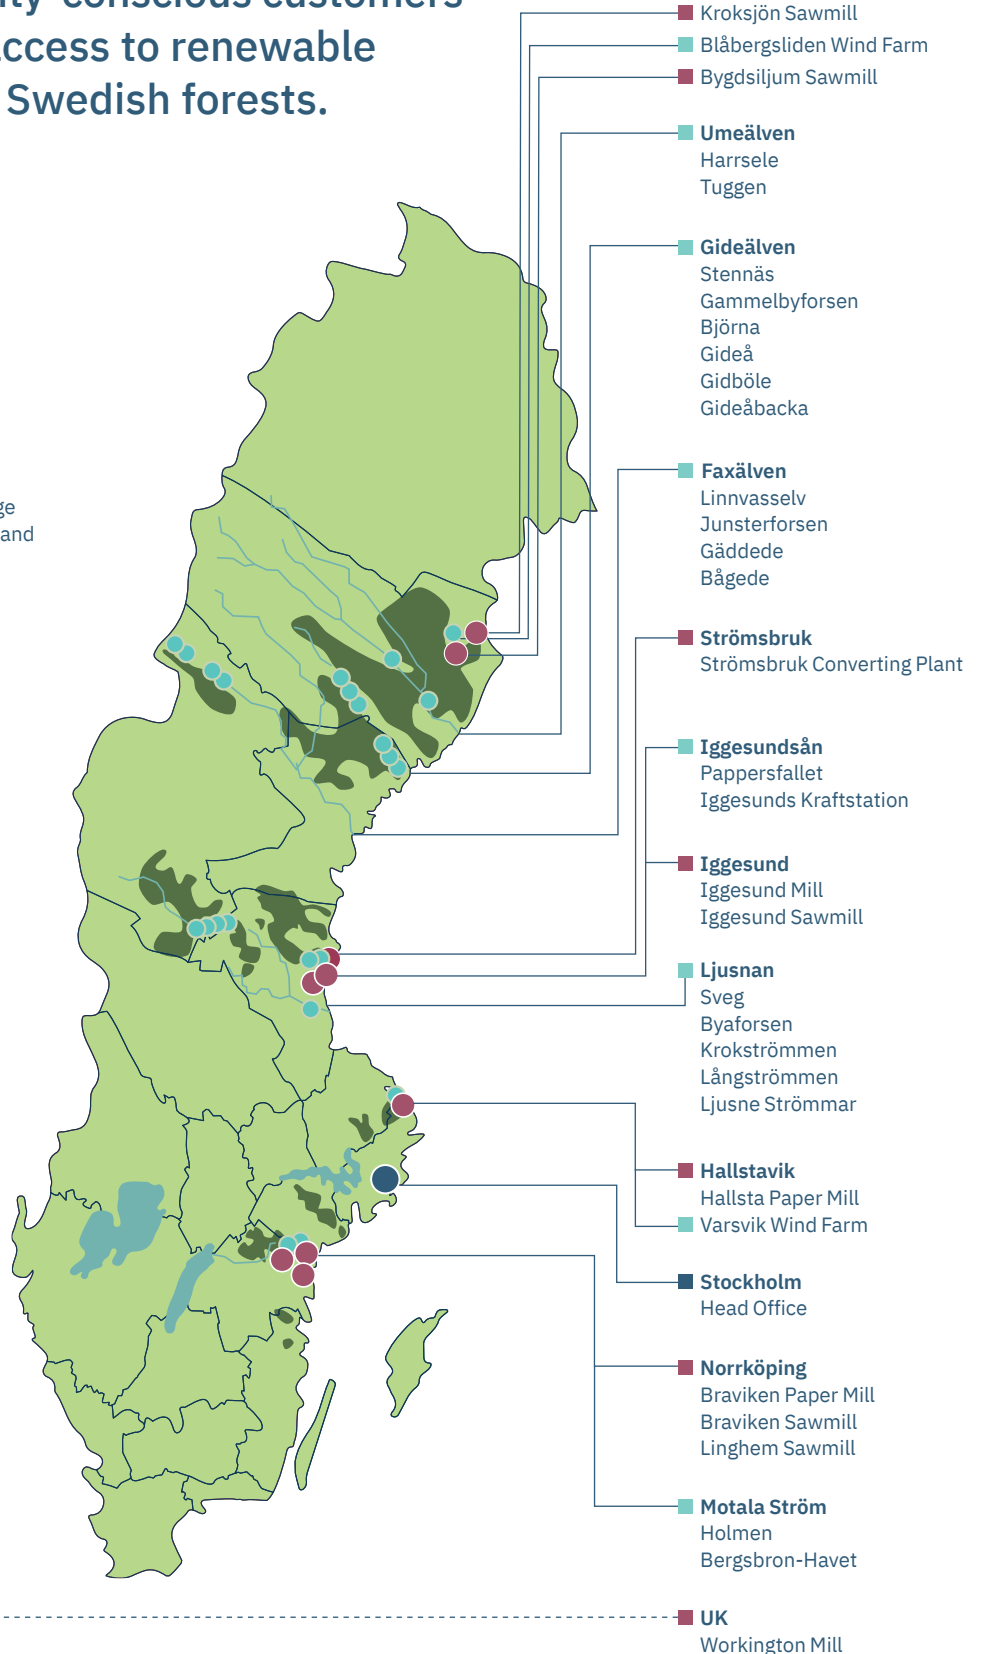 ccess to renewable
Swedish forests.
ge
and
Kroksjön Sawmill
Blåbergsliden Wind Farm
Bygdsiljum Sawmill
Umeälven
Harrsele
Tuggen
Gideälven
Stennäs
Gammelbyforsen
Björna
Gideå
Gidböle
Gideåbacka
Faxälven
Linnvasselv
Junsterforsen
Gäddede
Bågede
Strömsbruk
Strömsbruk Converting Plant
Iggesundsån
Pappersfallet
Iggesunds Kraftstation
Iggesund
Iggesund Mill
Iggesund Sawmill
Ljusnan
Sveg
Byaforsen
Krokströmmen
Långströmmen
Ljusne Strömmar
Hallstavik
Hallsta Paper Mill
Varsvik Wind Farm
Stockholm
Head Office
Norrköping
Braviken Paper Mill
Braviken Sawmill
Linghem Sawmill
Motala Ström
Holmen
Bergsbron-Havet
UK
Workington Mill